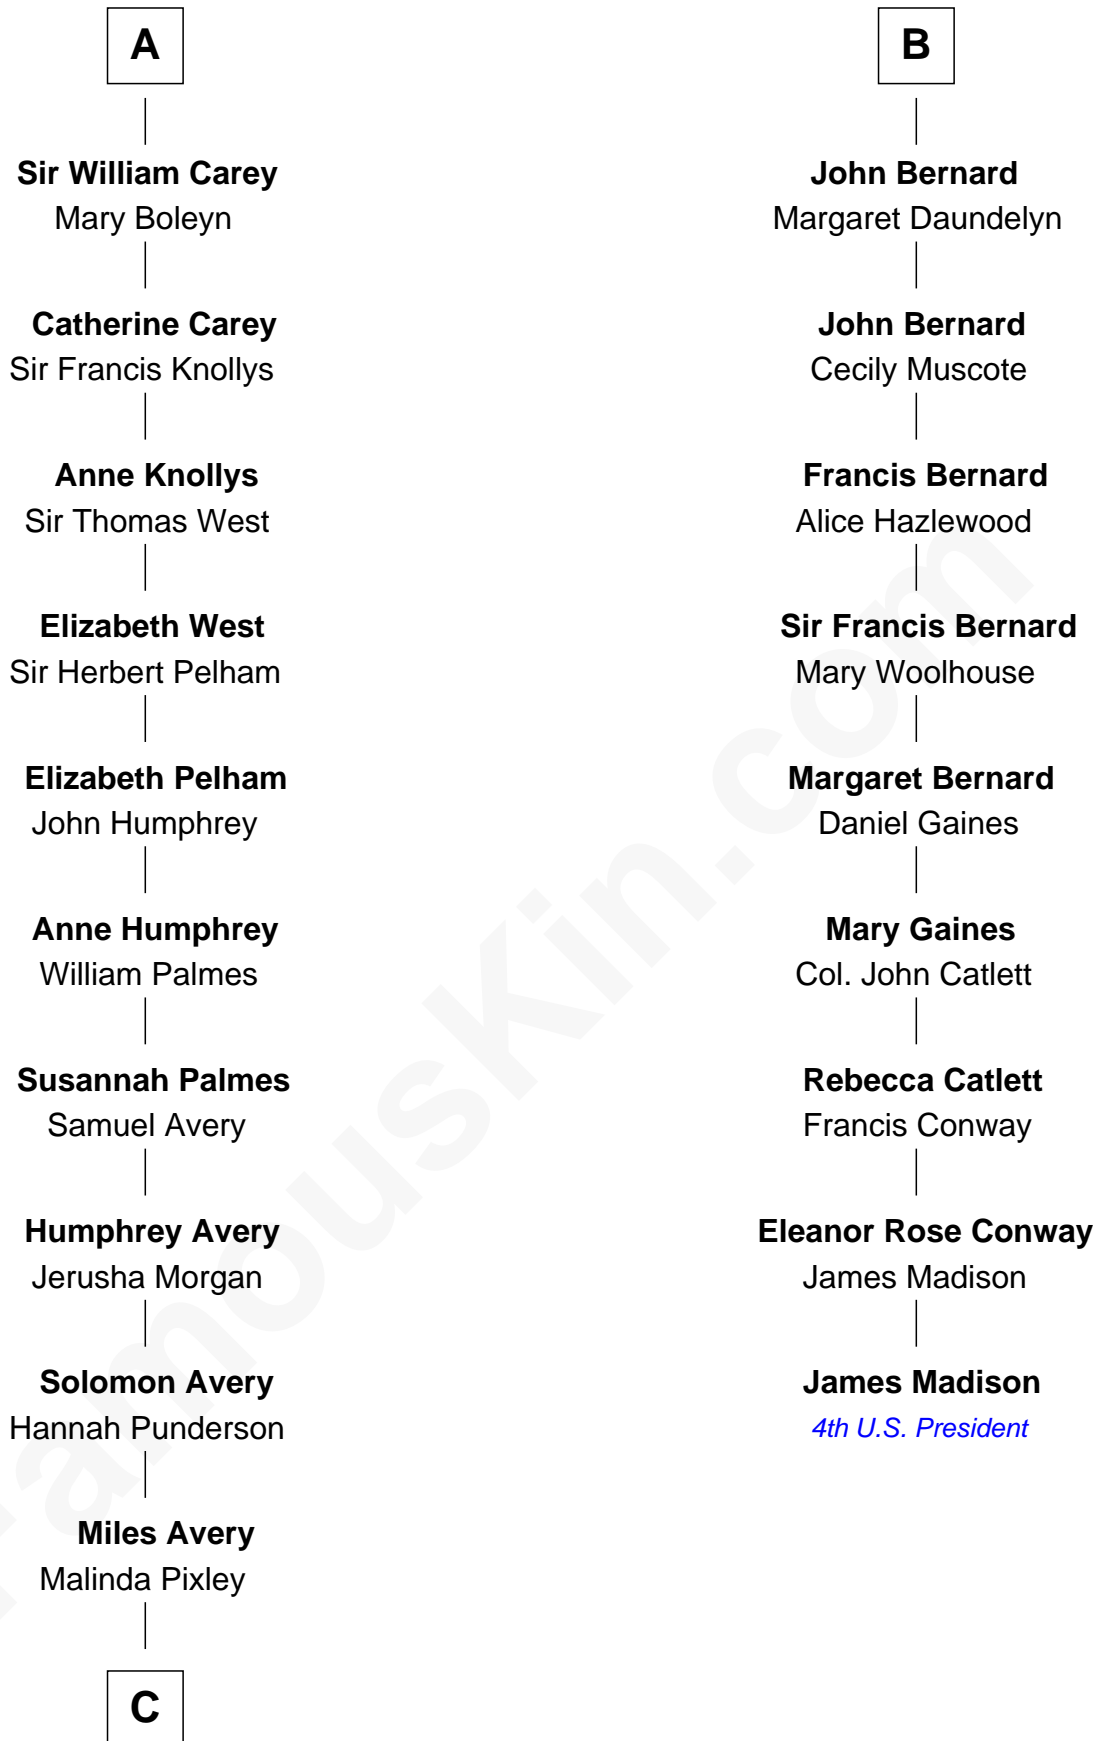 A
Sir William Carey
Mary Boleyn
Catherine Carey
Sir Francis Knollys
Anne Knollys
Sir Thomas West
Elizabeth West
Sir Herbert Pelham
Elizabeth Pelham
John Humphrey
Anne Humphrey
William Palmes
Susannah Palmes
Samuel Avery
Humphrey Avery
Jerusha Morgan
Solomon Avery
Hannah Punderson
Miles Avery
Malinda Pixley
C
B
John Bernard
Margaret Daundelyn
John Bernard
Cecily Muscote
Francis Bernard
Alice Hazlewood
Sir Francis Bernard
Mary Woolhouse
Margaret Bernard
Daniel Gaines
Mary Gaines
Col. John Catlett
Rebecca Catlett
Francis Conway
Eleanor Rose Conway
James Madison
James Madison
4th U.S. President
FamousKin.com